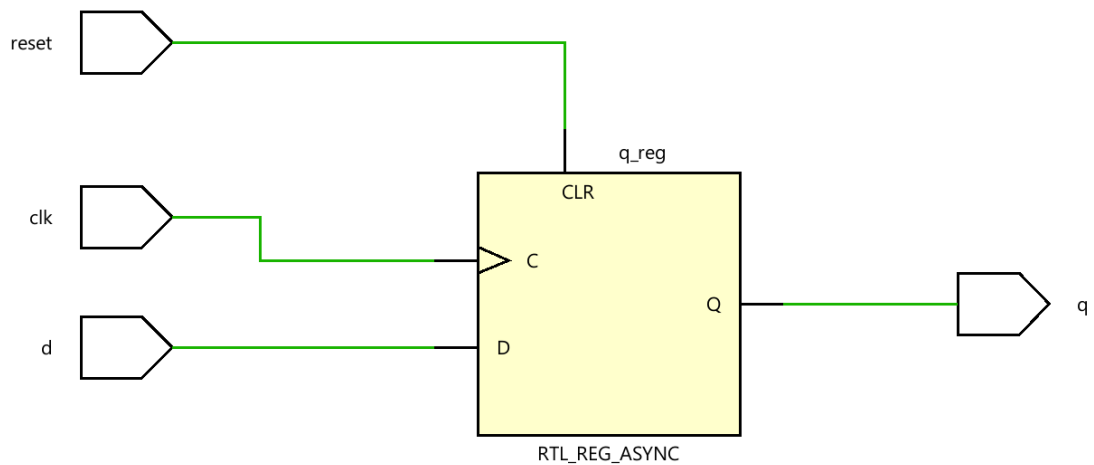 reset
q_reg
CLR
clk
C
Q
q
d
D
RTL_REG_ASYNC